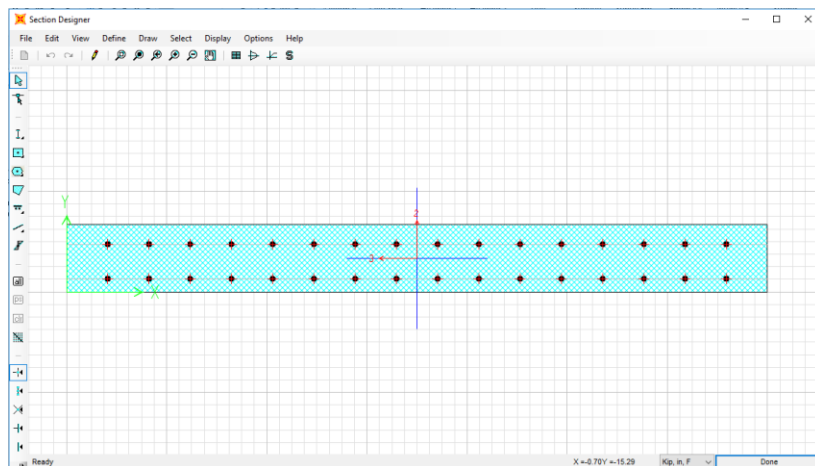 Section Designer
File Edit View Define Draw Select Display Options Help
Y
2
3
X
Ready X =-8.70Y =-15.29 Kip, in, F Done